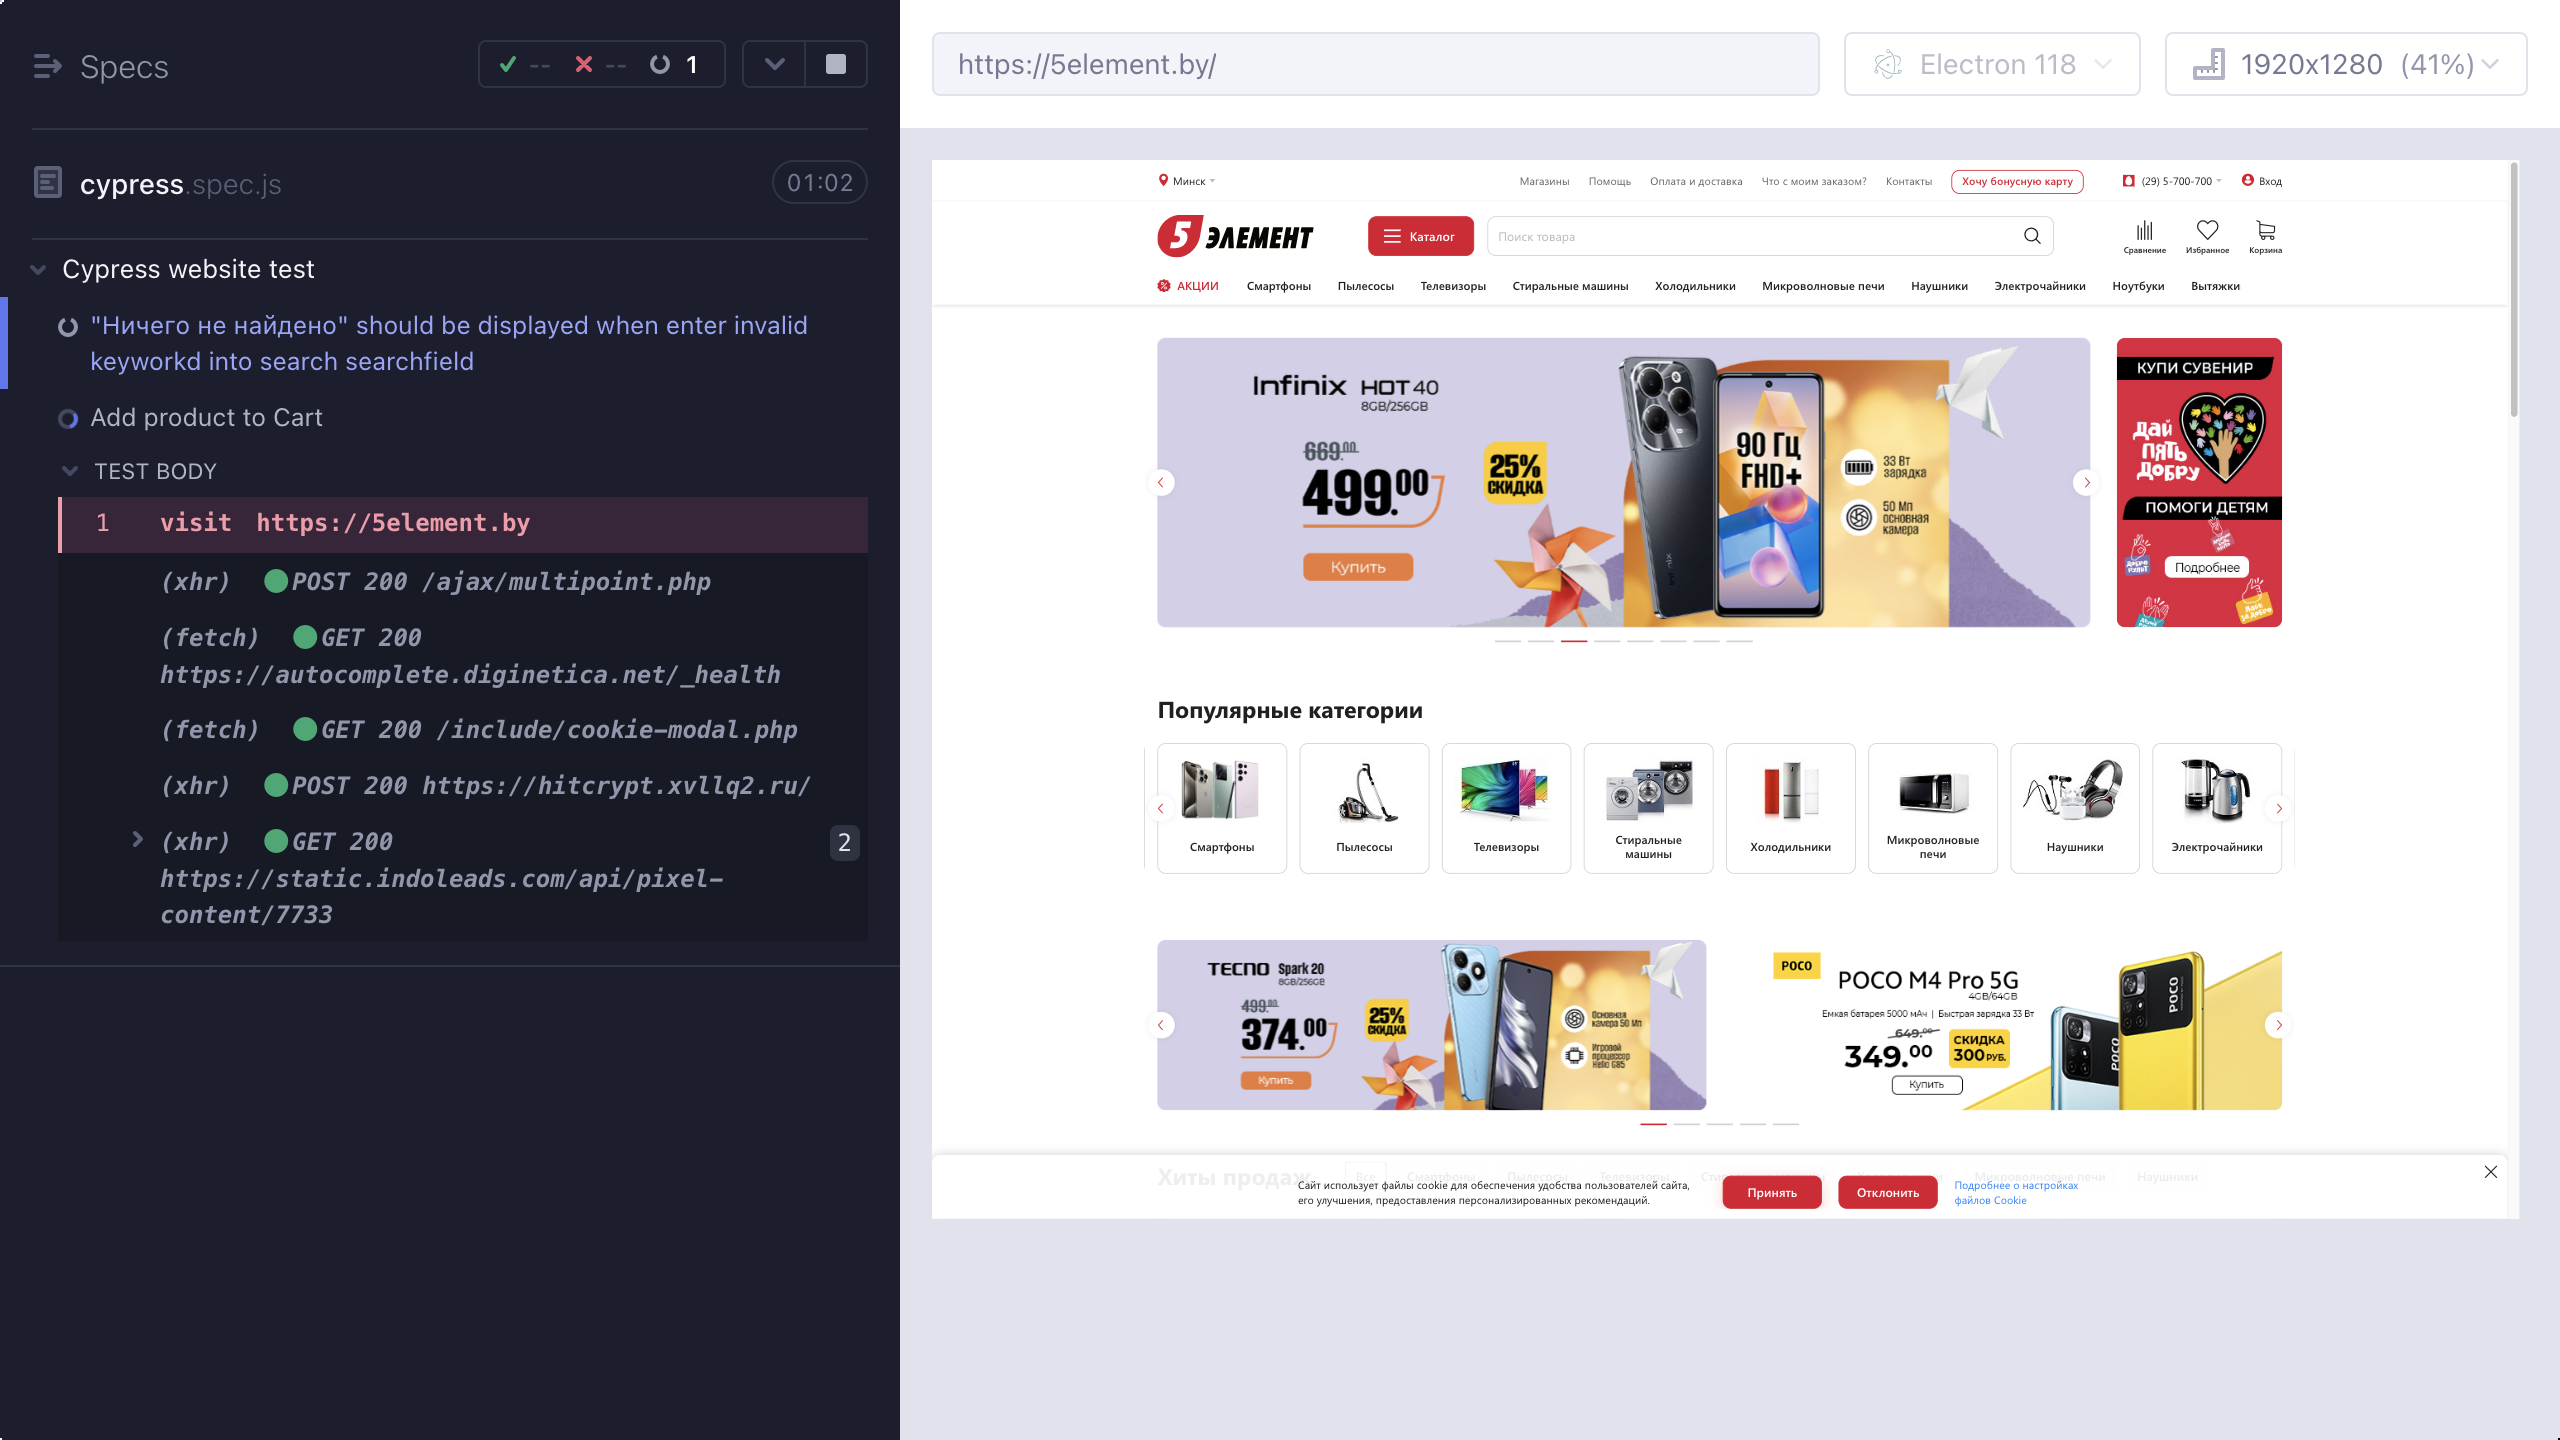 Specs
-- -- 1
https://5element.by/
Electron 118
1920x1280 (41%)
cypress.spec.js
01:02
Cypress website test
"Ничего не найдено" should be displayed when enter invalid
keyworkd into search searchfield
Add product to Cart
TEST BODY
1 visit https://5element.by
(xhr) POST 200 /ajax/multipoint.php
(fetch) GET 200
https://autocomplete.diginetica.net/_health
(fetch) GET 200 /include/cookie-modal.php
(xhr) POST 200 https://hitcrypt.xvllq2.ru/
(xhr) GET 200 2
https://static.indoleads.com/api/pixel-
content/7733
Минск
Магазины Помощь Оплата и доставка Что с моим заказом? Контакты Хочу бонусную карту (29) 5-700-700 Вход
5 ЭЛЕМЕНТ
Каталог
Поиск товара
Сравнение Избранное Корзина
АКЦИИ Смартфоны Пылесосы Телевизоры Стиральные машины Холодильники Микроволновые печи Наушники Электрочайники Ноутбуки Вытяжки
Infinix HOT 40
8GB/256GB
669.00
499.00
25%
СКИДКА
Купить
90 Гц
FHD+
33 Вт
зарядка
50 Мп
основная
камера
КУПИ СУВЕНИР
Дай
пять
добру
ПОМОГИ ДЕТЯМ
Подробнее
Популярные категории
Смартфоны
Пылесосы
Телевизоры
Стиральные
машины
Холодильники
Микроволновые
печи
Наушники
Электрочайники
TECNO Spark 20
8GB/256GB
499.00
374.00
25%
СКИДКА
Купить
Основная
камера 50 Мп
Игровой
процессор
Helio G85
POCO
POCO M4 Pro 5G
4GB/64GB
Емкая батарея 5000 мАч | Быстрая зарядка 33 Вт
649.00
349.00
СКИДКА
300 РУБ.
Купить
POCO
POCO
Хиты продаж Все Смартфоны Пылесосы Телевизоры Микроволновые печи Наушники
Сайт использует файлы cookie для обеспечения удобства пользователей сайта,
его улучшения, предоставления персонализированных рекомендаций.
Принять
Отклонить
Подробнее о настройках
файлов Cookie